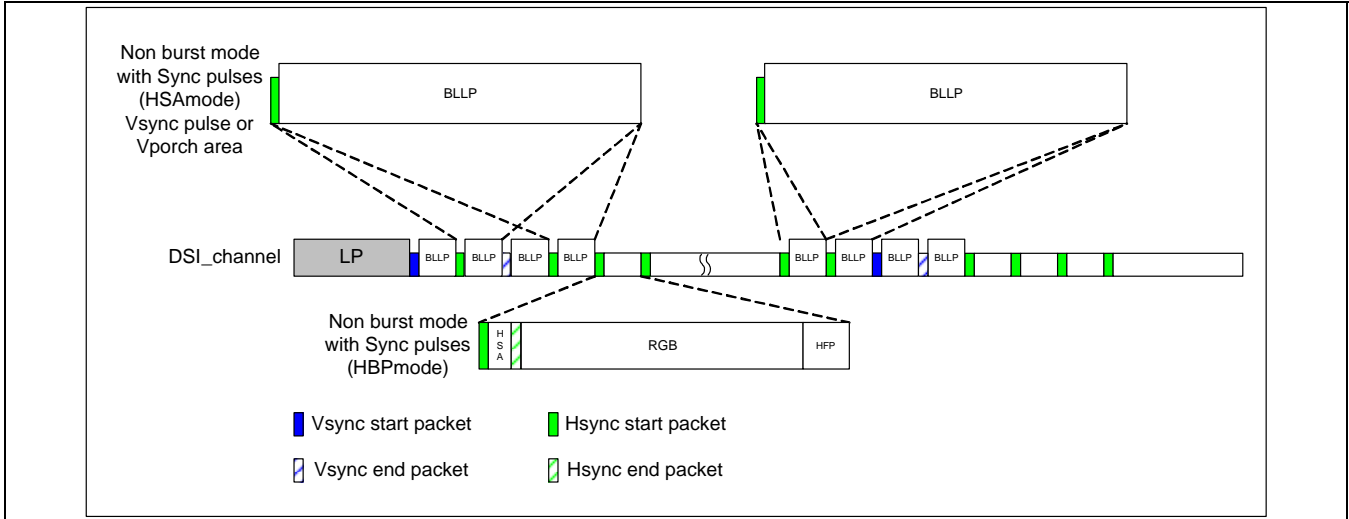 Non burst mode
with Sync pulses
(HSAmode)
Vsync pulse or
Vporch area
BLLP
BLLP
DSI_channel
LP
BLLP
BLLP
BLLP
BLLP
BLLP
BLLP
BLLP
BLLP
Non burst mode
with Sync pulses
(HBPmode)
H
S
A
RGB
HFP
Vsync start packet
Hsync start packet
Vsync end packet
Hsync end packet